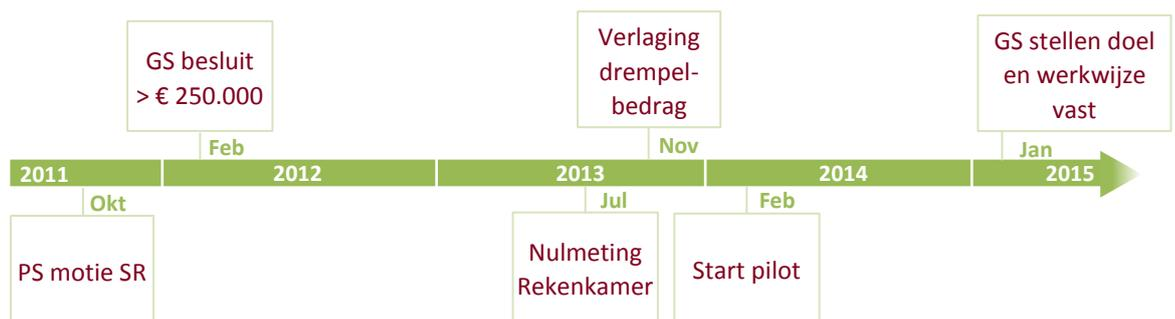 GS besluit
> € 250.000
Verlaging
drempel-
bedrag
GS stellen doel
en werkwijze
vast
Feb
Nov
Jan
2011
2012
2013
2014
2015
Okt
Jul
Feb
PS motie SR
Nulmeting
Rekenkamer
Start pilot